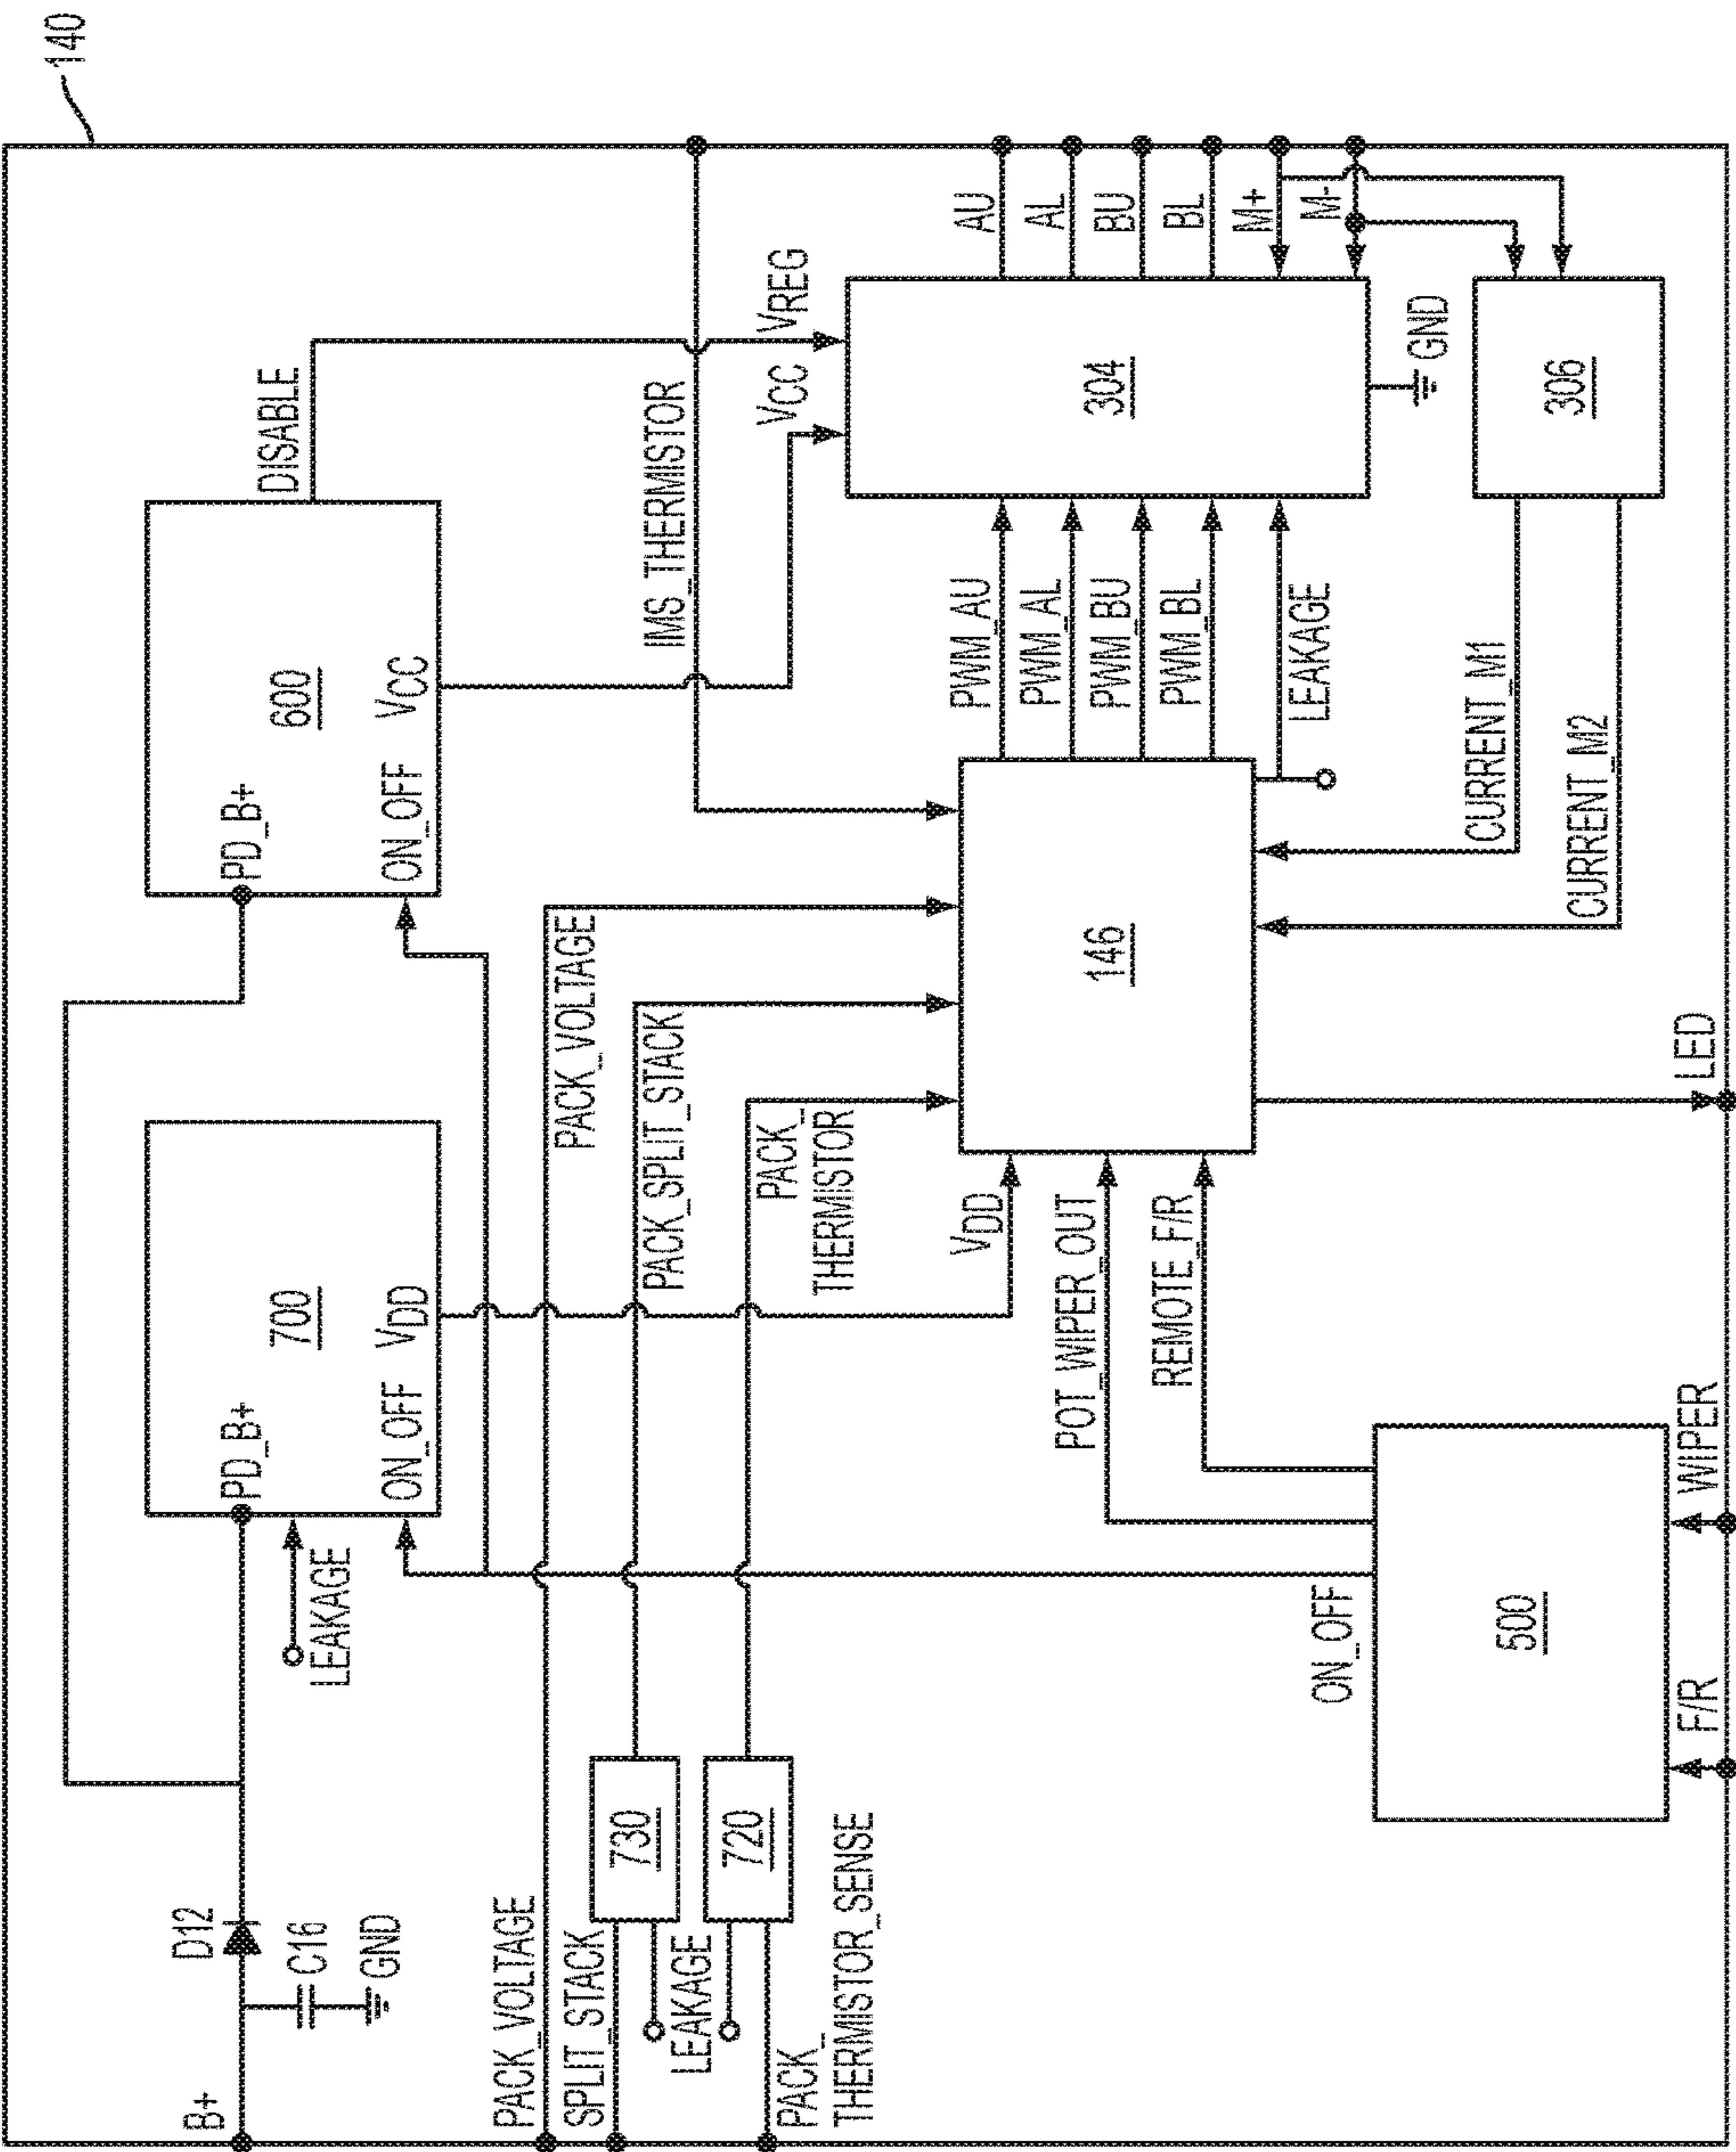 140
B+
D12
C16
GND
PD_B+
700
LEAKAGE
ON_OFF
VDD
PD_B+
600
ON_OFF
VCC
DISABLE
PACK_VOLTAGE
SPLIT_STACK
730
LEAKAGE
720
PACK_
THERMISTOR_SENSE
PACK_VOLTAGE
PACK_SPLIT_STACK
PACK_
THERMISTOR
IMS_THERMISTOR
VCC
VREG
VDD
POT_WIPER_OUT
REMOTE_F/R
146
PWM_AU
PWM_AL
PWM_BU
PWM_BL
LEAKAGE
304
AU
AL
BU
BL
M+
M-
GND
306
CURRENT_M1
CURRENT_M2
ON_OFF
500
F/R
WIPER
LED